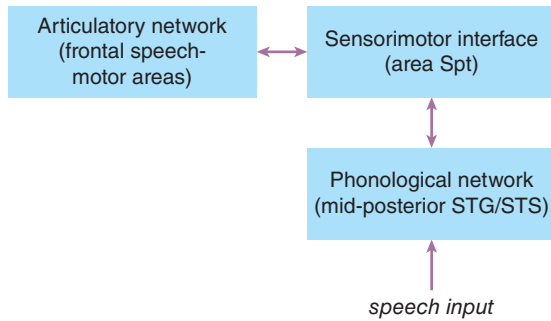 Articulatory network
(frontal speech-
motor areas)
Sensorimotor interface
(area Spt)
Phonological network
(mid-posterior STG/STS)
speech input